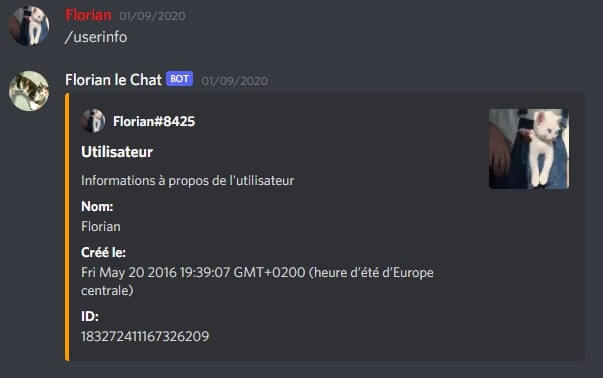 Florian 01/09/2020
/userinfo
Florian le Chat BOT 01/09/2020
Florian#8425
Utilisateur
Informations à propos de l'utilisateur
Nom:
Florian
Créé le:
Fri May 20 2016 19:39:07 GMT+0200 (heure d’été d’Europe
centrale)
ID:
183272411167326209